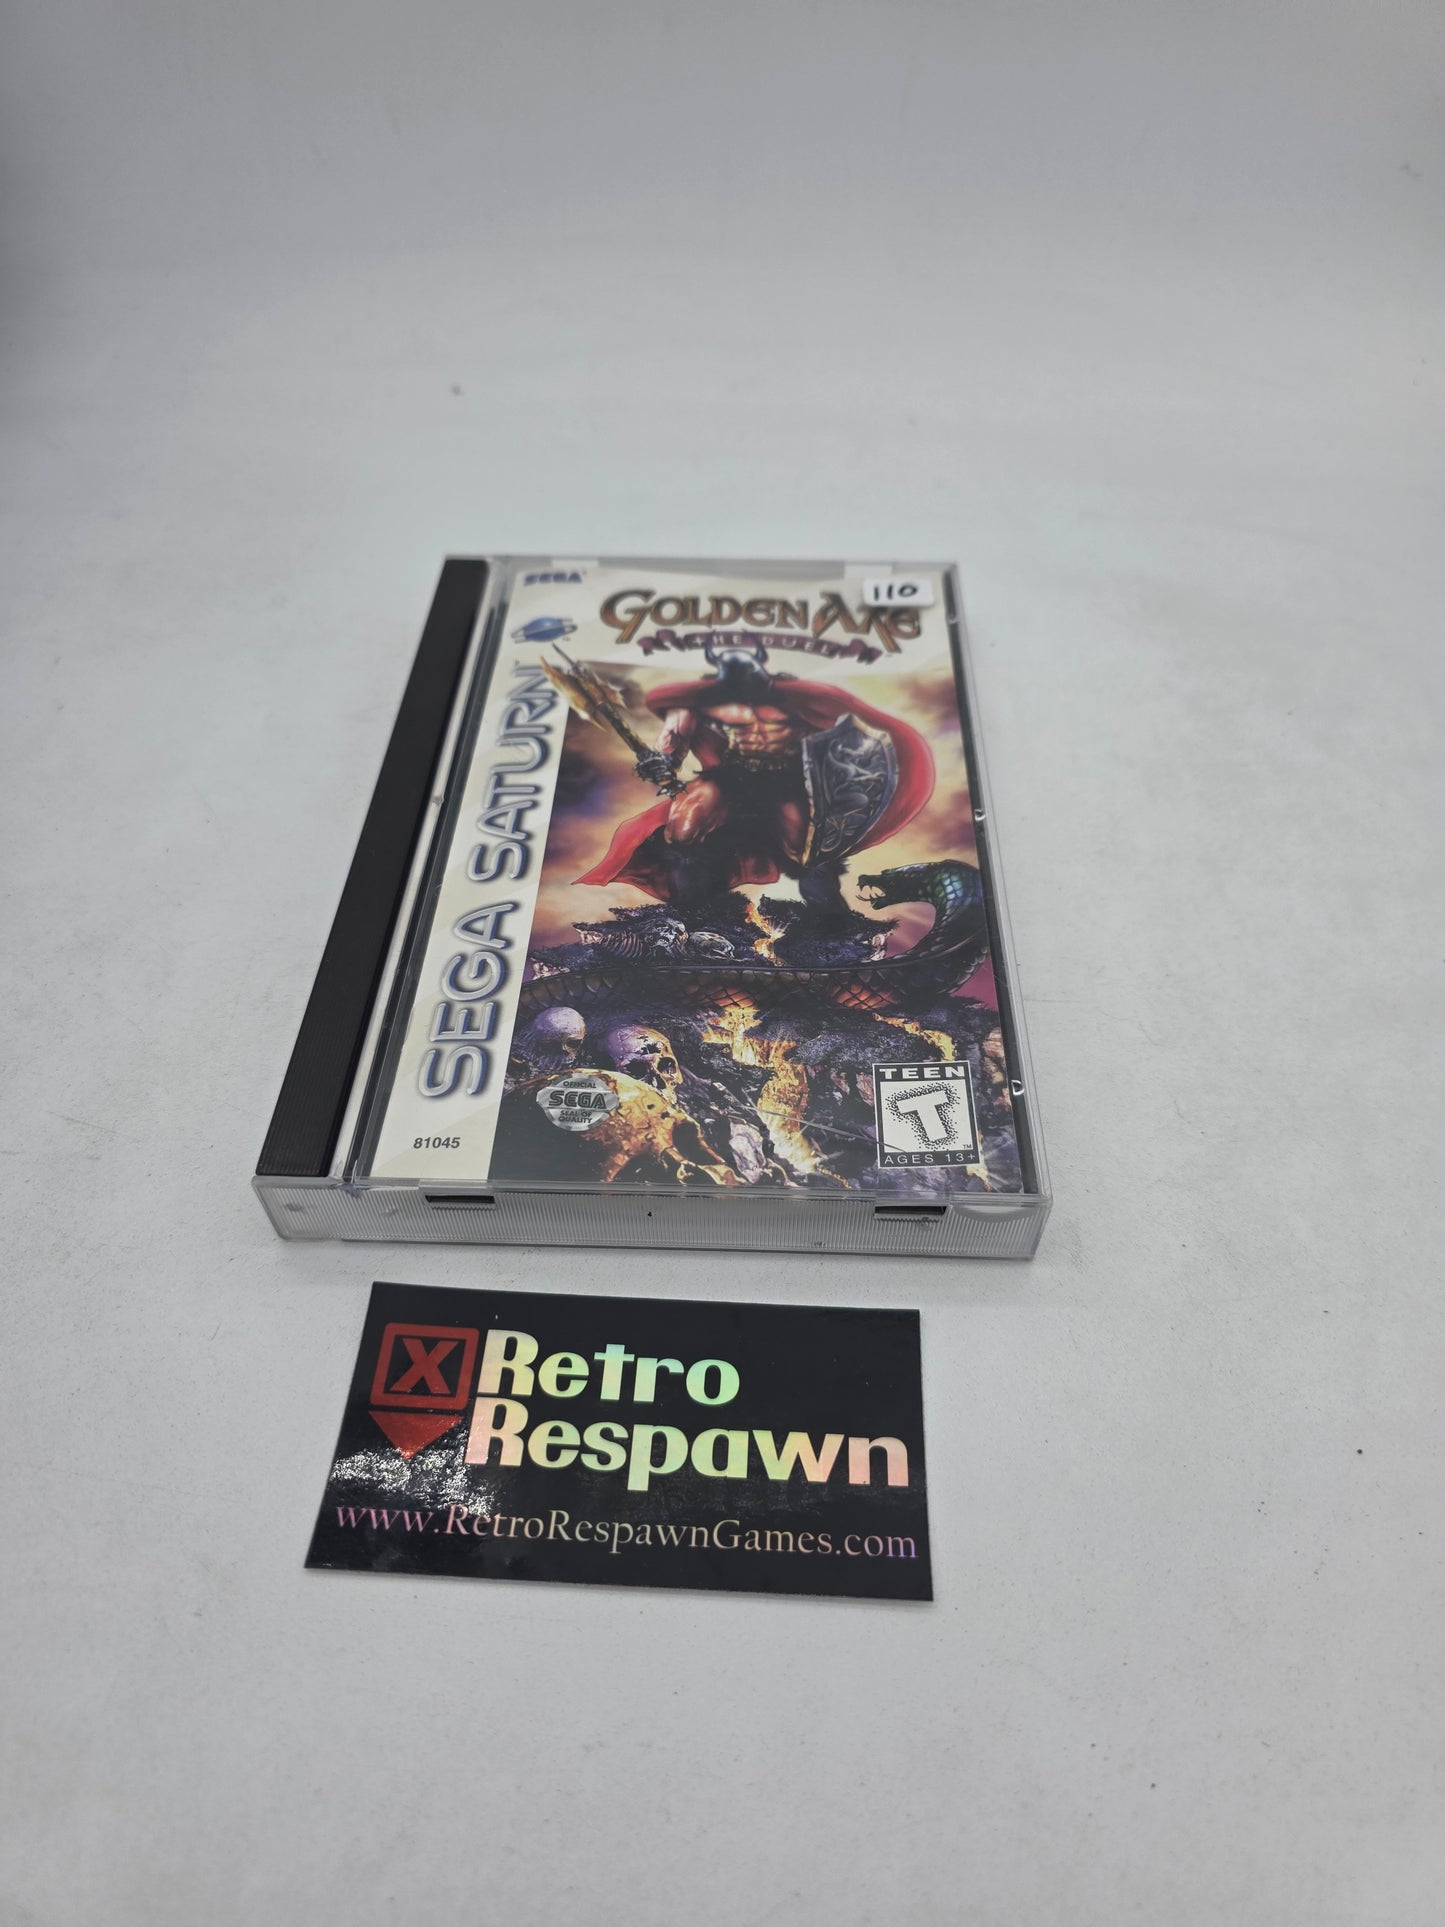 SEGA
GOLDEN AXE
THE DUEL
110
SEGA SATURN™
OFFICIAL
SEGA
SEAL OF
QUALITY
81045
TEEN
T
AGES 13+
X Retro
Respawn
www.RetroRespawnGames.com